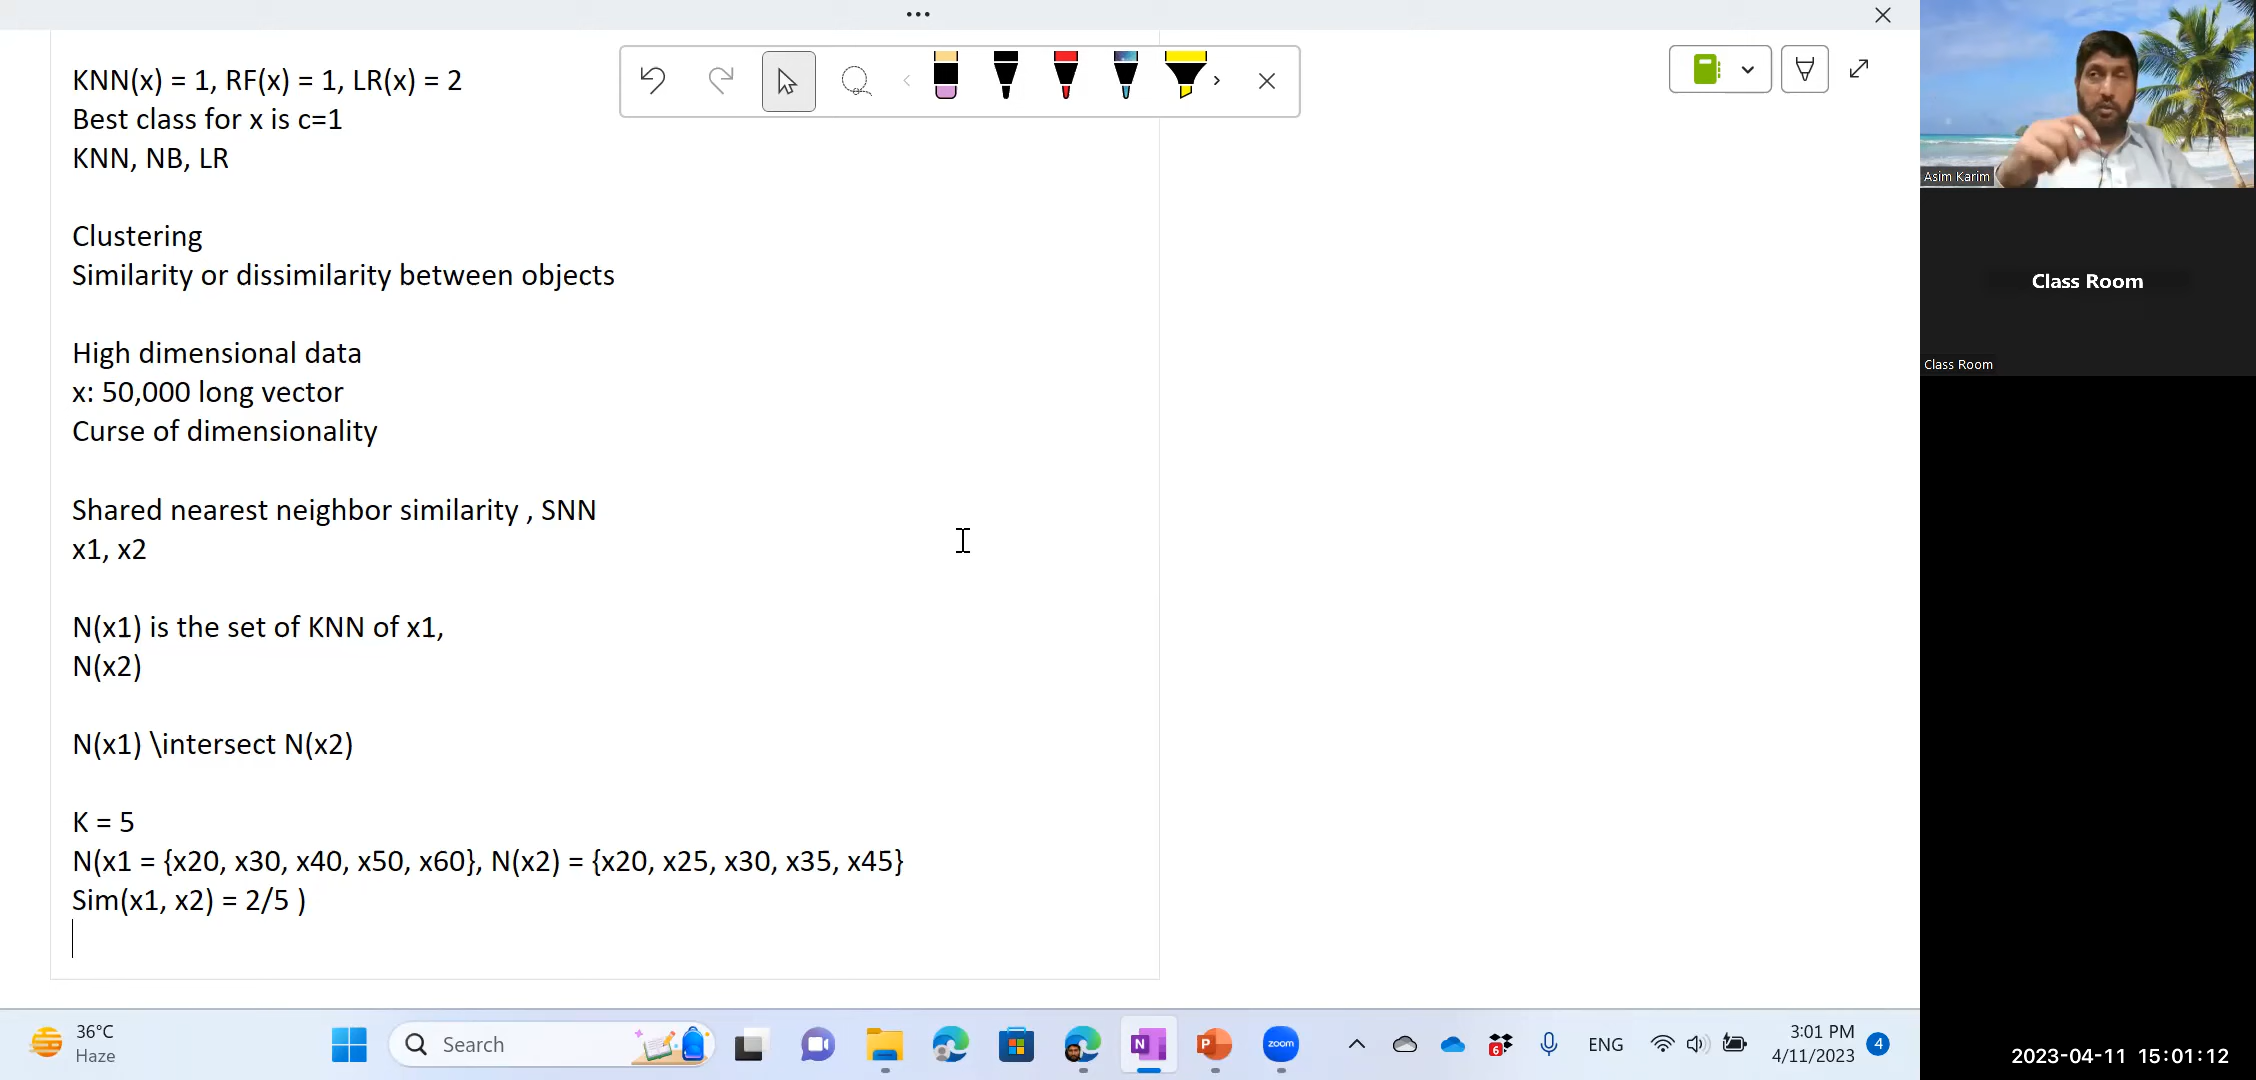 KNN(x) = 1, RF(x) = 1, LR(x) = 2
Best class for x is c=1
KNN, NB, LR
Clustering
Similarity or dissimilarity between objects
High dimensional data
x: 50,000 long vector
Curse of dimensionality
Shared nearest neighbor similarity , SNN
x1, x2
N(x1) is the set of KNN of x1,
N(x2)
N(x1) \intersect N(x2)
K = 5
N(x1 = {x20, x30, x40, x50, x60}, N(x2) = {x20, x25, x30, x35, x45}
Sim(x1, x2) = 2/5 )
Asim Karim
Class Room
Class Room
36°C
Haze
Search
N
P
zoom
6
ENG
3:01 PM
4/11/2023
4
2023-04-11 15:01:12